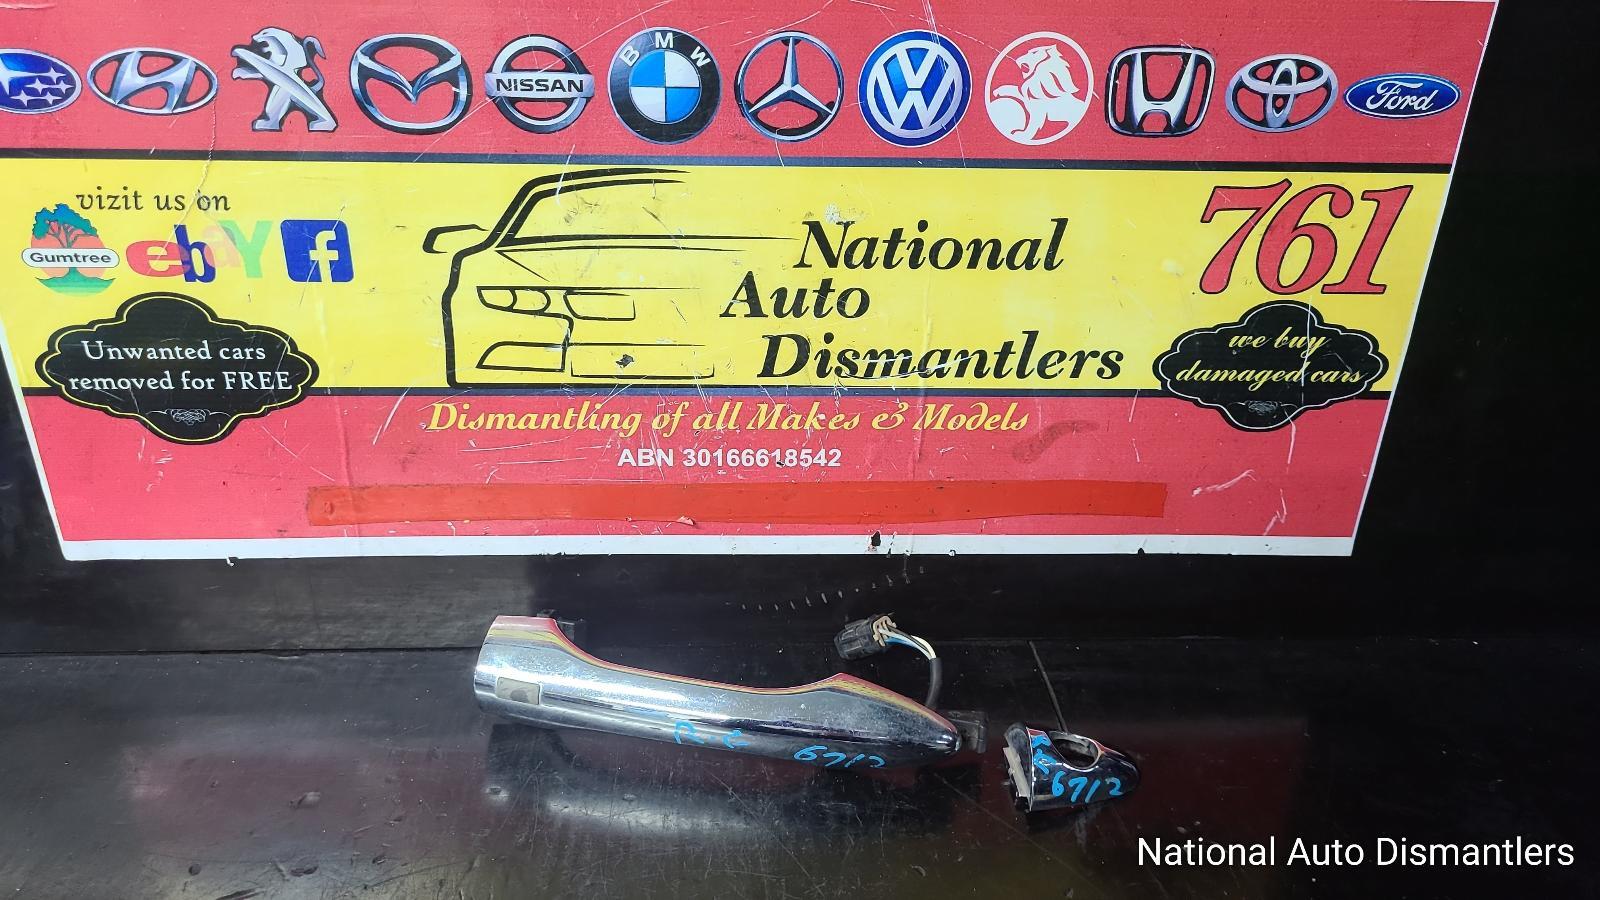 NISSAN
BMW
Ford
vizit us on
Gumtree
ebaY
f
National
Auto
Dismantlers
761
Unwanted cars
removed for FREE
we buy
damaged cars
Dismantling of all Makes & Models
ABN 30166618542
6712
6712
National Auto Dismantlers